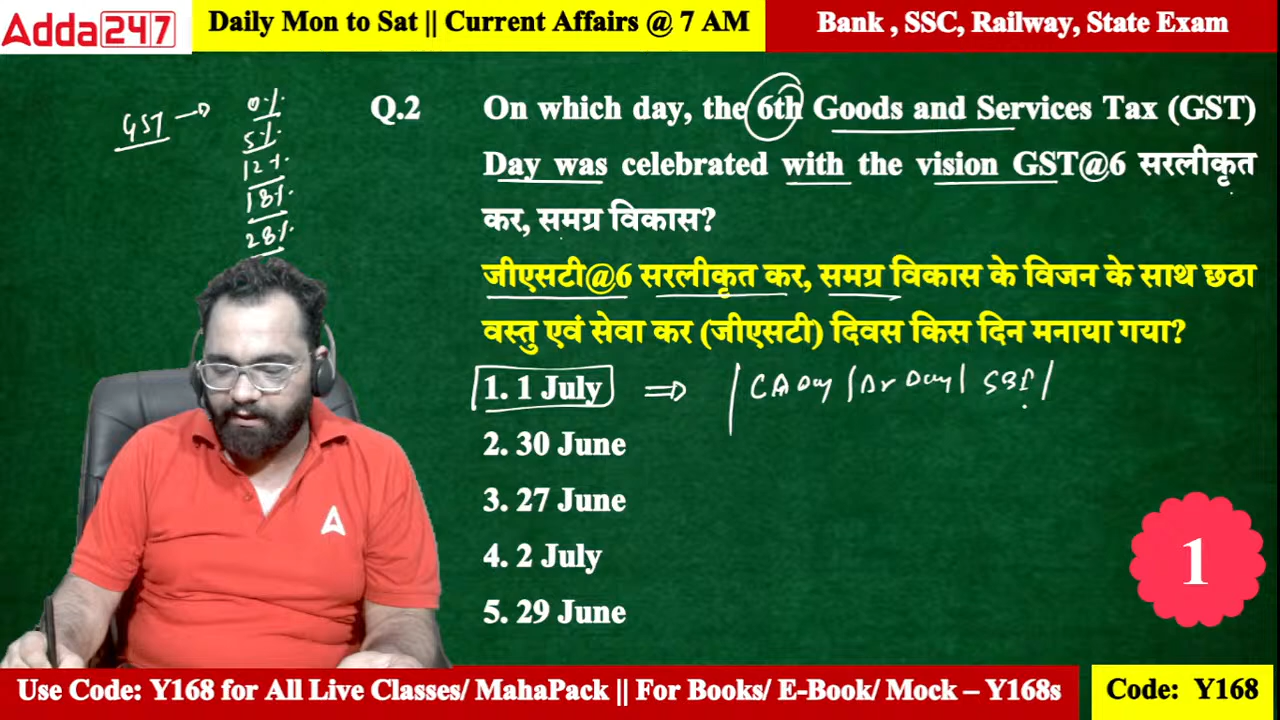 Adda247
Daily Mon to Sat || Current Affairs @ 7 AM
Bank , SSC, Railway, State Exam
GST → 0%
5%
12%
18%
28%
Q.2 On which day, the 6th Goods and Services Tax (GST)
Day was celebrated with the vision GST@6 सरलीकृत
कर, समग्र विकास?
जीएसटी@6 सरलीकृत कर, समग्र विकास के विजन के साथ छठा
वस्तु एवं सेवा कर (जीएसटी) दिवस किस दिन मनाया गया?
1. 1 July ⇒ | CA Day | Dr Day | SBI |
2. 30 June
3. 27 June
4. 2 July
5. 29 June
1
Use Code: Y168 for All Live Classes/ MahaPack || For Books/ E-Book/ Mock – Y168s
Code: Y168